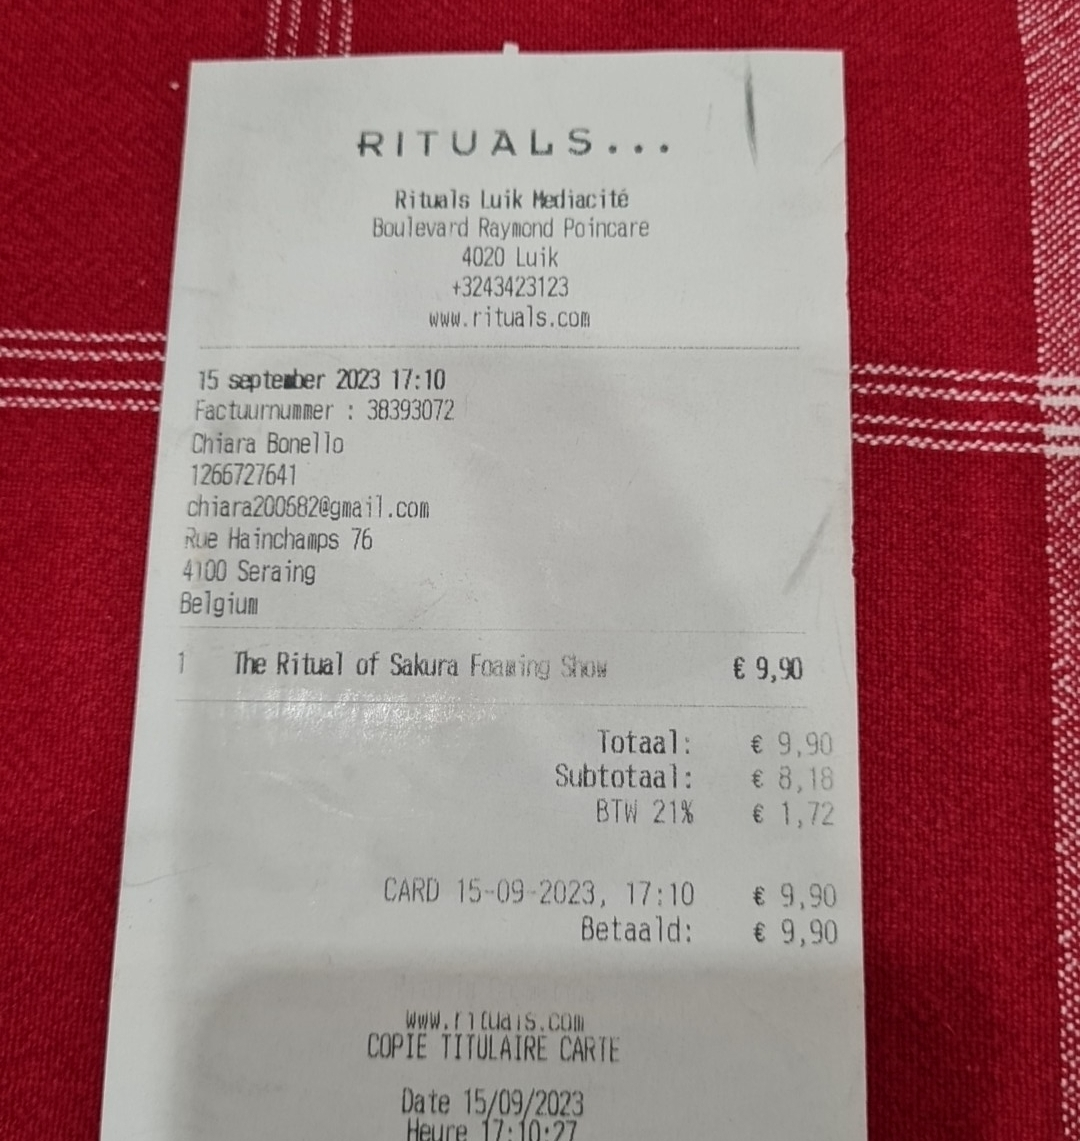 RITUALS...
Rituals Luik Mediacité
Boulevard Raymond Poincare
4020 Luik
+3243423123
www.rituals.com
15 september 2023 17:10
Factuurnummer : 38393072
Chiara Bonello
1266727641
chiara200682@gmail.com
Rue Hainchamps 76
4100 Seraing
Belgium
1 The Ritual of Sakura Foaming Show € 9,90
Totaal: € 9,90
Subtotaal: € 8,18
BTW 21% € 1,72
CARD 15-09-2023, 17:10 € 9,90
Betaald: € 9,90
www.rituals.com
COPIE TITULAIRE CARTE
Date 15/09/2023
Heure 17:10:27